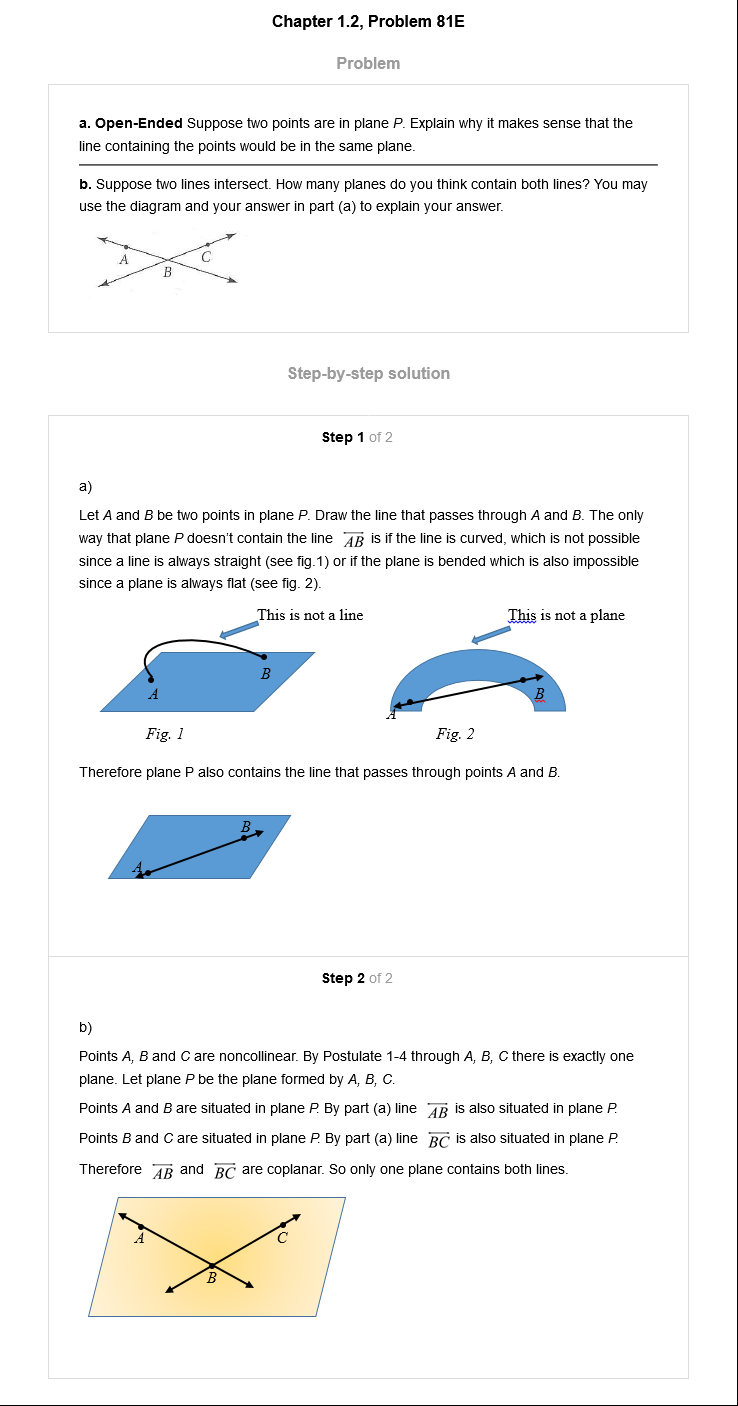 Chapter 1.2, Problem 81E
Problem
a. Open-Ended Suppose two points are in plane P. Explain why it makes sense that the
line containing the points would be in the same plane.
b. Suppose two lines intersect. How many planes do you think contain both lines? You may
use the diagram and your answer in part (a) to explain your answer.
A
B
C
Step-by-step solution
Step 1 of 2
a)
Let A and B be two points in plane P. Draw the line that passes through A and B. The only
way that plane P doesn't contain the line AB is if the line is curved, which is not possible
since a line is always straight (see fig.1) or if the plane is bended which is also impossible
since a plane is always flat (see fig. 2).
This is not a line
This is not a plane
A
B
A
B
Fig. 1
Fig. 2
Therefore plane P also contains the line that passes through points A and B.
A
B
Step 2 of 2
b)
Points A, B and C are noncollinear. By Postulate 1-4 through A, B, C there is exactly one
plane. Let plane P be the plane formed by A, B, C.
Points A and B are situated in plane P. By part (a) line AB is also situated in plane P.
Points B and C are situated in plane P. By part (a) line BC is also situated in plane P.
Therefore AB and BC are coplanar. So only one plane contains both lines.
A
C
B